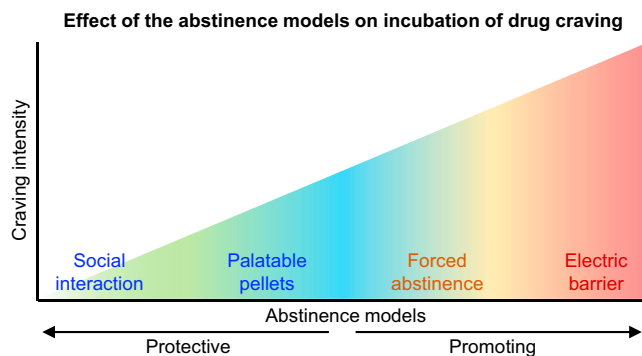 Effect of the abstinence models on incubation of drug craving
Craving intensity
Social interaction
Palatable pellets
Forced abstinence
Electric barrier
Abstinence models
Protective
Promoting